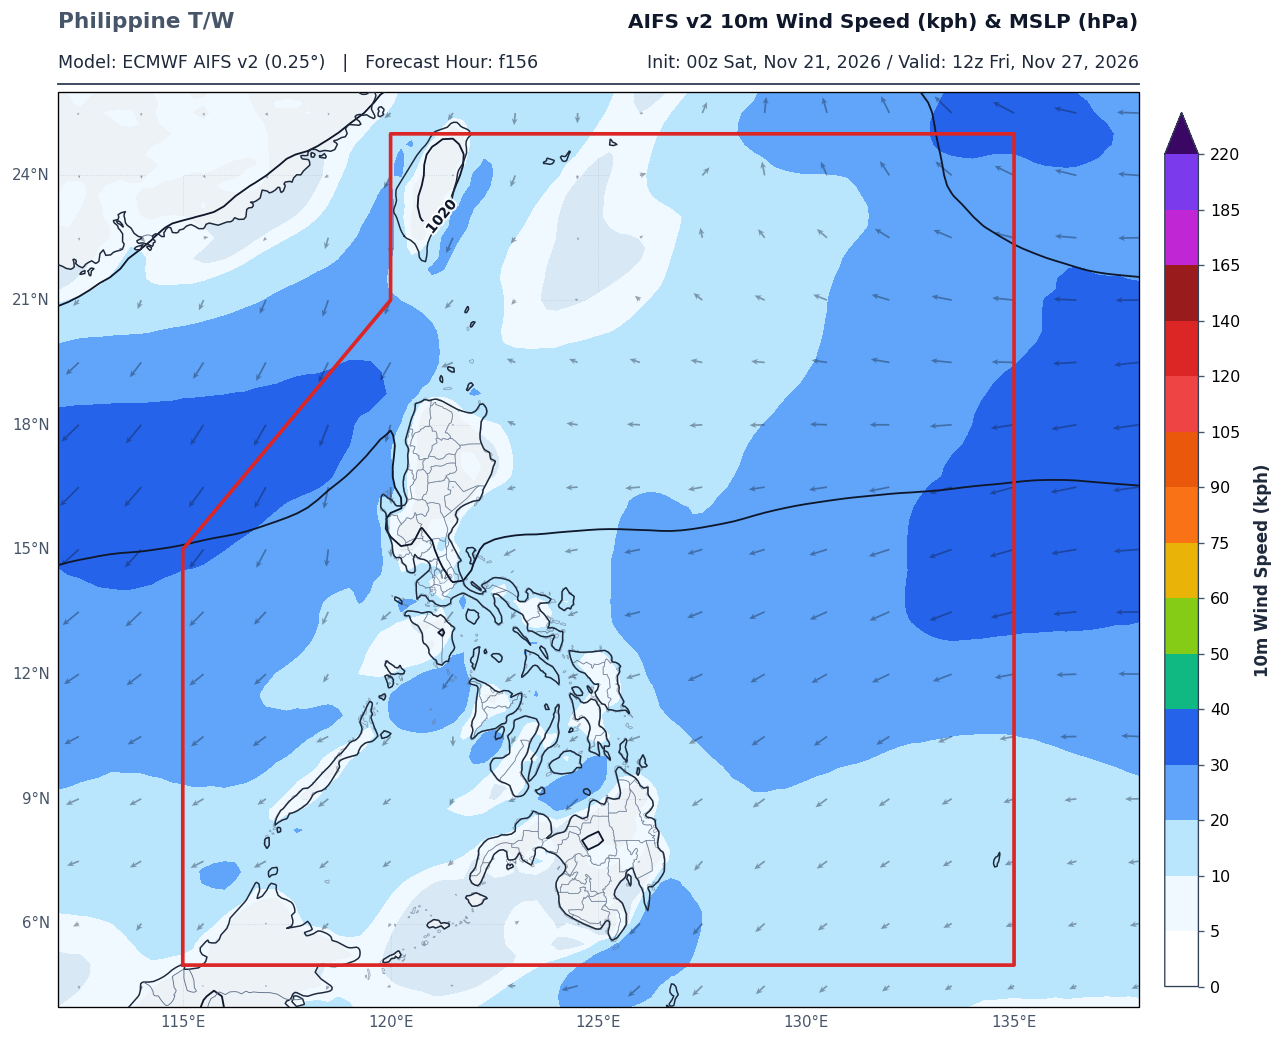 Philippine T/W
AIFS v2 10m Wind Speed (kph) & MSLP (hPa)
Model: ECMWF AIFS v2 (0.25°) | Forecast Hour: f156
Init: 00z Sat, Nov 21, 2026 / Valid: 12z Fri, Nov 27, 2026
24°N
21°N
18°N
15°N
12°N
9°N
6°N
1020
115°E
120°E
125°E
130°E
135°E
220
185
165
140
120
105
90
75
60
50
40
30
20
10
5
0
10m Wind Speed (kph)